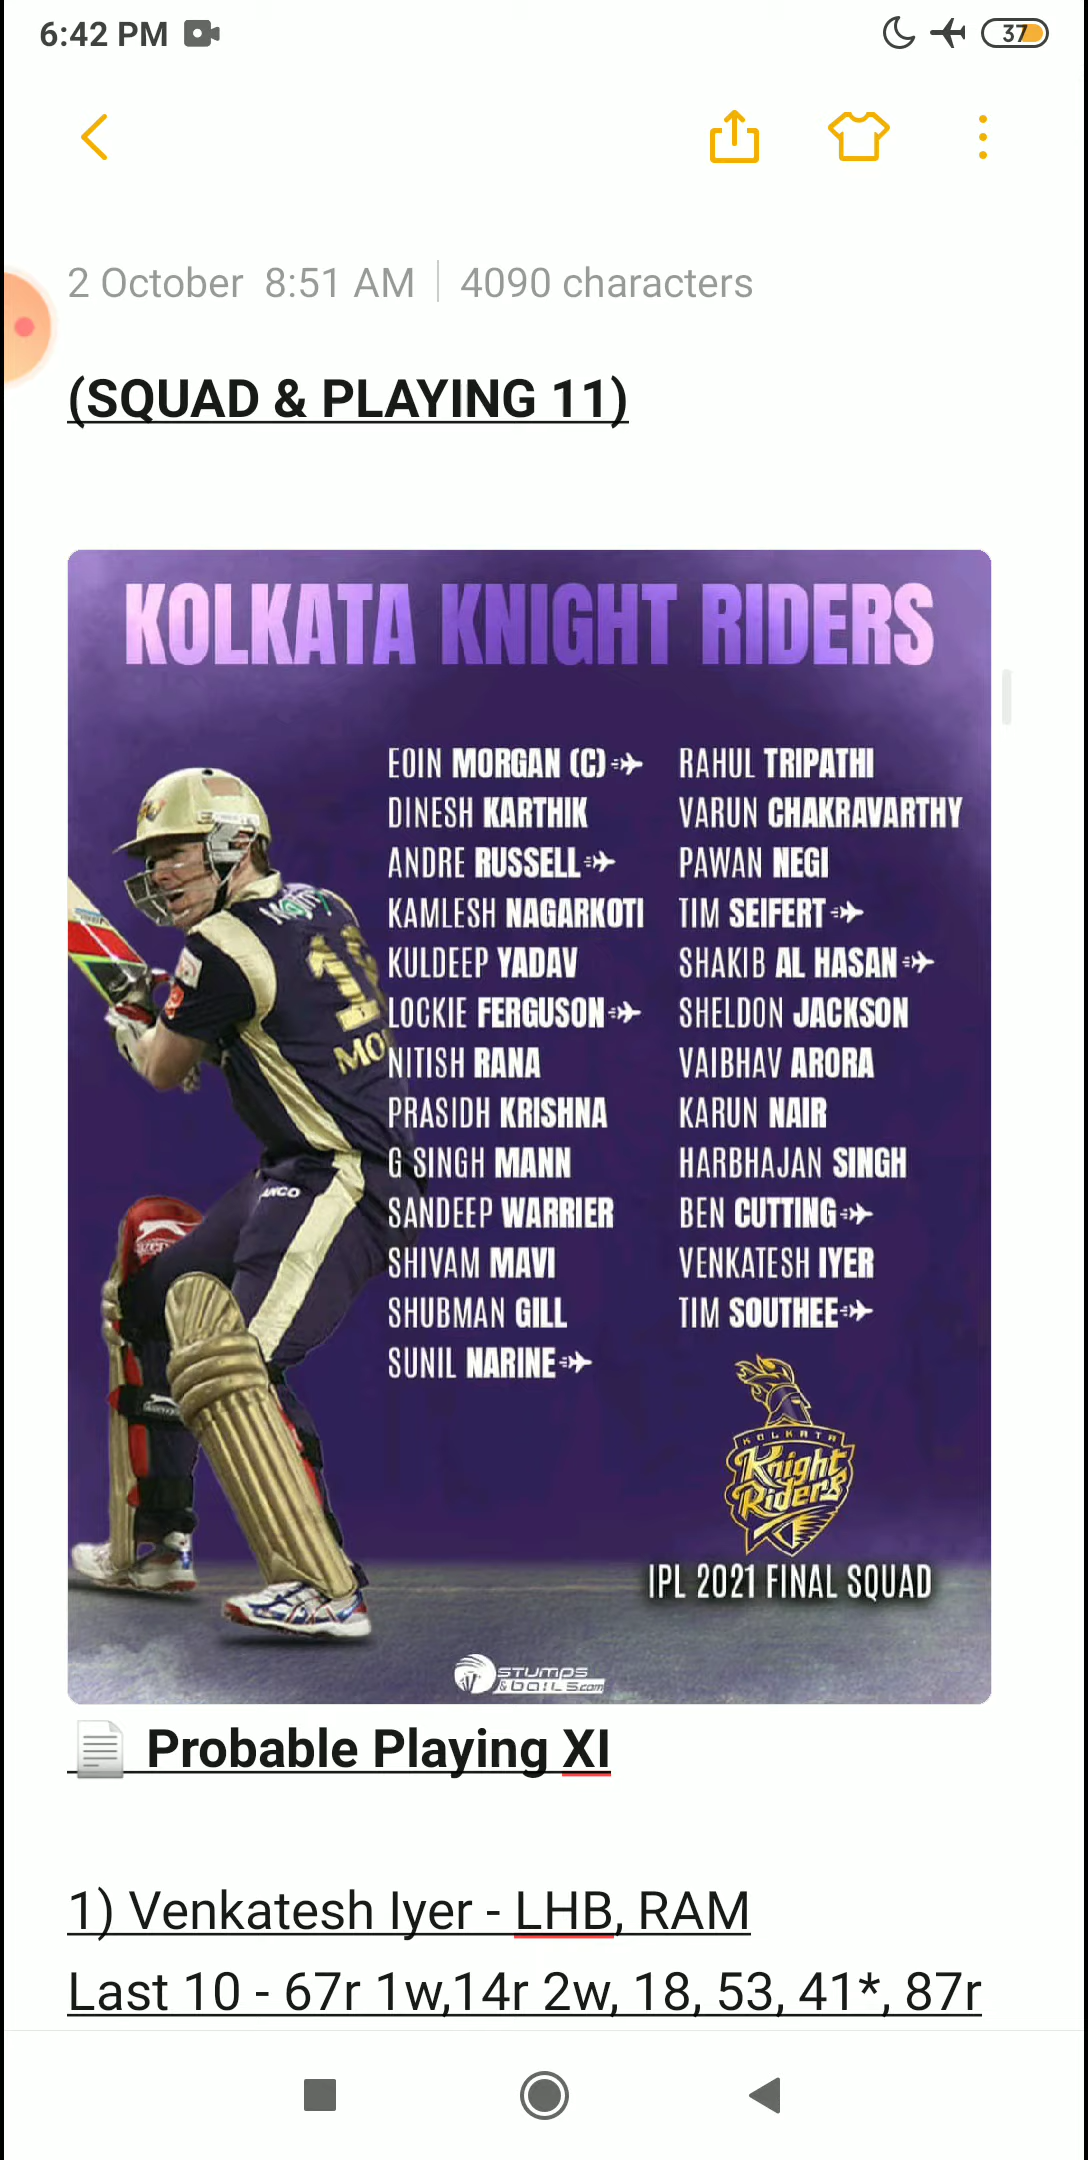 6:42 PM
37
2 October 8:51 AM | 4090 characters
(SQUAD & PLAYING 11)
KOLKATA KNIGHT RIDERS
EOIN MORGAN (C)
DINESH KARTHIK
ANDRE RUSSELL
KAMLESH NAGARKOTI
KULDEEP YADAV
LOCKIE FERGUSON
NITISH RANA
PRASIDH KRISHNA
G SINGH MANN
SANDEEP WARRIER
SHIVAM MAVI
SHUBMAN GILL
SUNIL NARINE
RAHUL TRIPATHI
VARUN CHAKRAVARTHY
PAWAN NEGI
TIM SEIFERT
SHAKIB AL HASAN
SHELDON JACKSON
VAIBHAV ARORA
KARUN NAIR
HARBHAJAN SINGH
BEN CUTTING
VENKATESH IYER
TIM SOUTHEE
KOLKATA
Knight
Riders
IPL 2021 FINAL SQUAD
STUMPS
& BAILS.com
Probable Playing XI
1) Venkatesh Iyer - LHB, RAM
Last 10 - 67r 1w,14r 2w, 18, 53, 41*, 87r